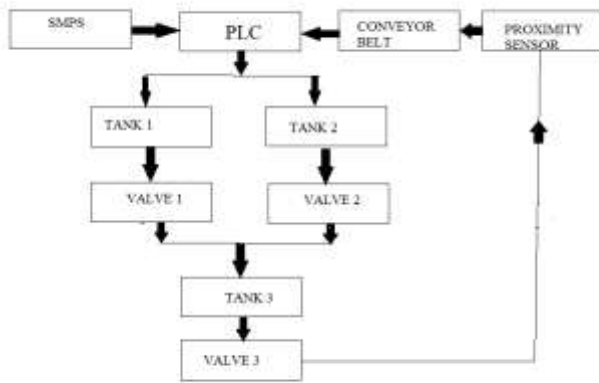 SMPS
PLC
CONVEYOR
BELT
PROXIMITY
SENSOR
TANK 1
TANK 2
VALVE 1
VALVE 2
TANK 3
VALVE 3